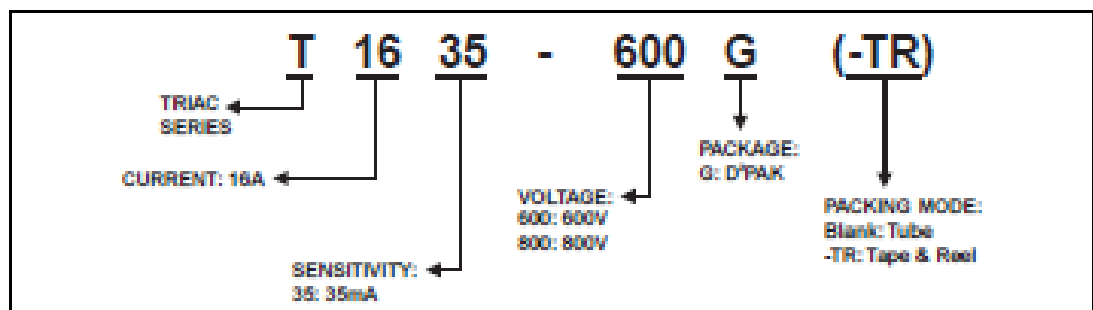 T 16 35 - 600 G (-TR)
TRIAC
SERIES
CURRENT: 16A
SENSITIVITY:
35: 35mA
VOLTAGE:
600: 600V
800: 800V
PACKAGE:
G: D²PAK
PACKING MODE:
Blank: Tube
-TR: Tape & Reel